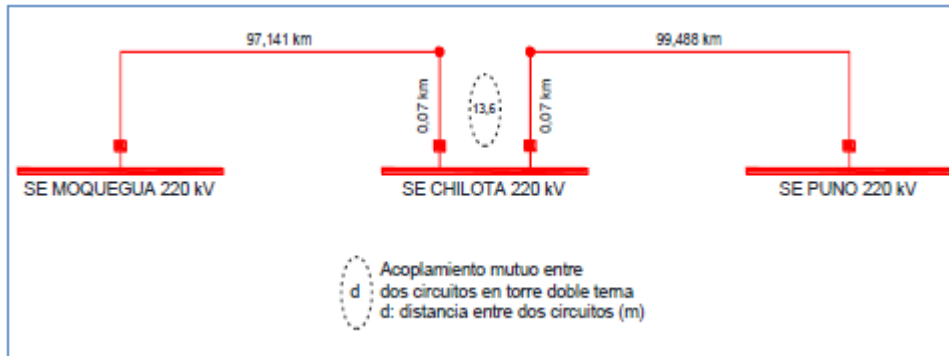 97,141 km
99,488 km
0,07 km
13,6
0,07 km
SE MOQUEGUA 220 kV
SE CHILOTA 220 kV
SE PUNO 220 kV
d
Acoplamiento mutuo entre
dos circuitos en torre doble terna
d: distancia entre dos circuitos (m)